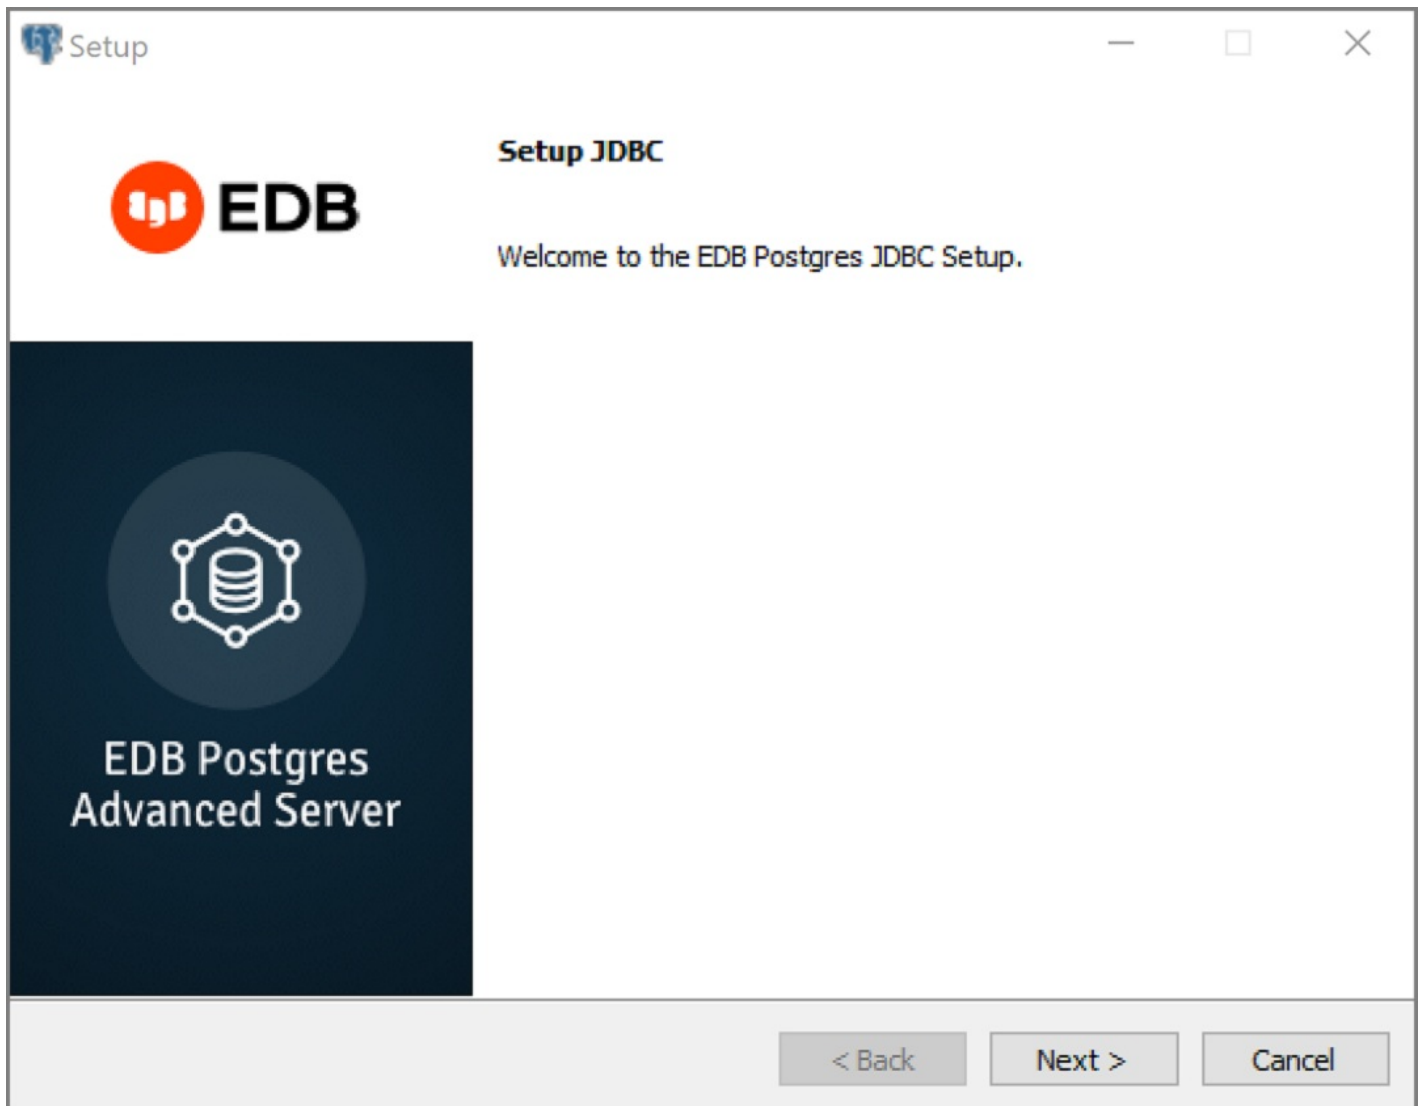 Setup
EDB
Setup JDBC
Welcome to the EDB Postgres JDBC Setup.
EDB Postgres
Advanced Server
< Back
Next >
Cancel